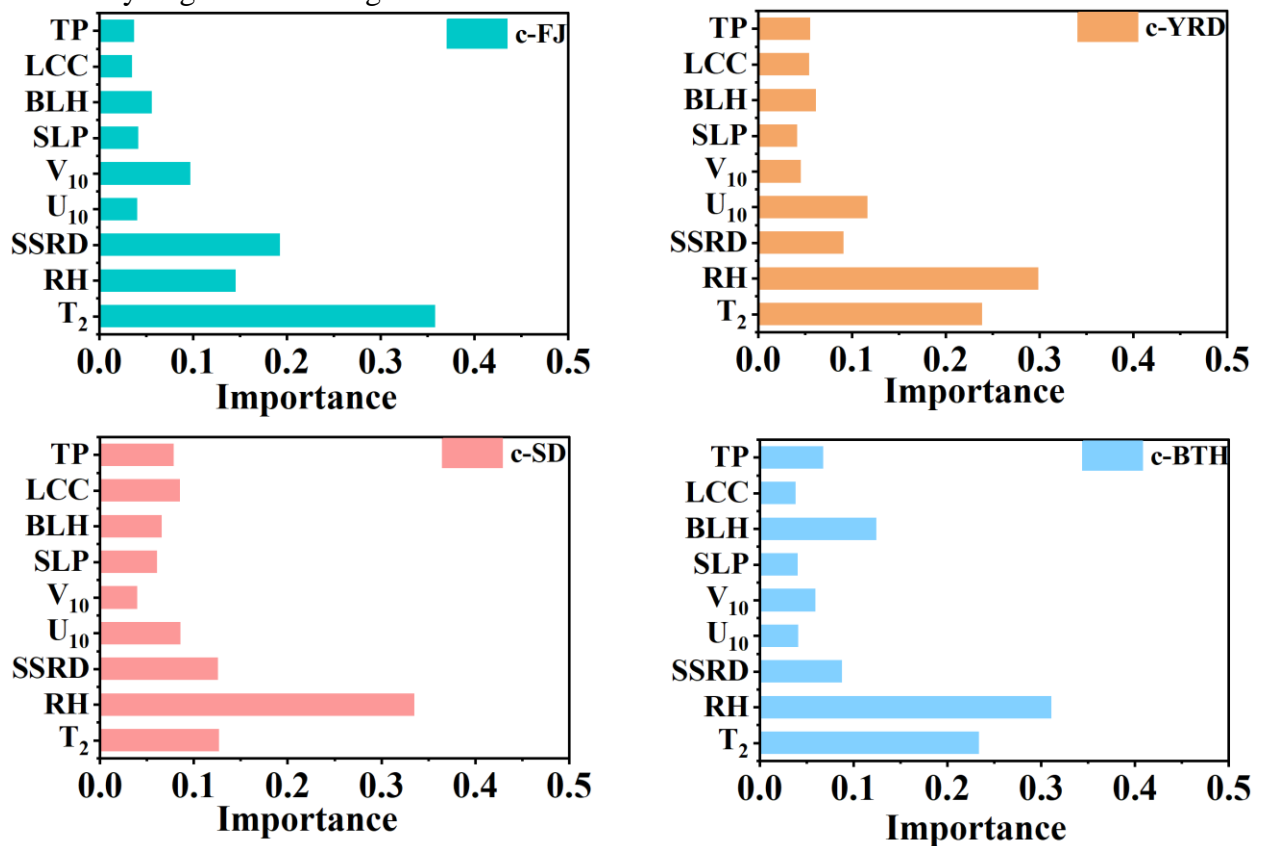 TP
LCC
BLH
SLP
V10
U10
SSRD
RH
T2
0.0 0.1 0.2 0.3 0.4 0.5
Importance
c-FJ
TP
LCC
BLH
SLP
V10
U10
SSRD
RH
T2
0.0 0.1 0.2 0.3 0.4 0.5
Importance
c-YRD
TP
LCC
BLH
SLP
V10
U10
SSRD
RH
T2
0.0 0.1 0.2 0.3 0.4 0.5
Importance
c-SD
TP
LCC
BLH
SLP
V10
U10
SSRD
RH
T2
0.0 0.1 0.2 0.3 0.4 0.5
Importance
c-BTH